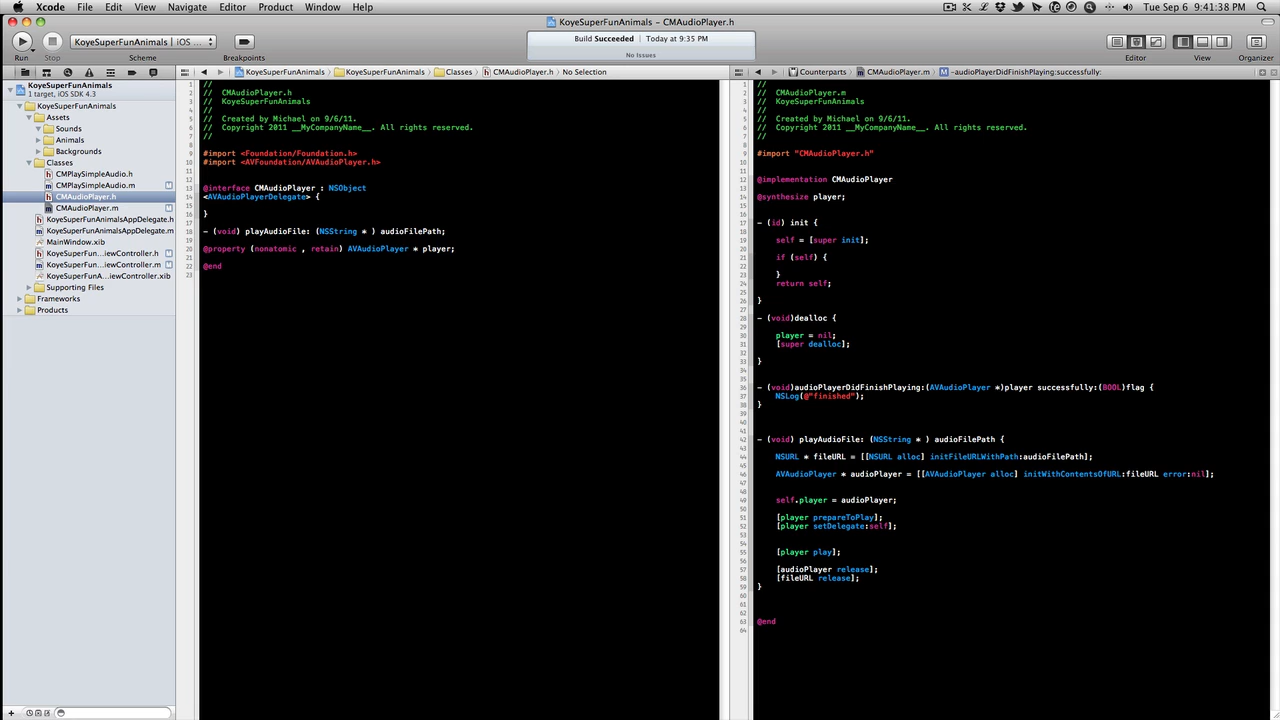 Xcode File Edit View Navigate Editor Product Window Help Tue Sep 6 9:41:38 PM
KoyeSuperFunAnimals – CMAudioPlayer.h
KoyeSuperFunAnimals | iOS ...
Build Succeeded | Today at 9:35 PM
No Issues
Run Stop Scheme Breakpoints Editor View Organizer
KoyeSuperFunAnimals KoyeSuperFunAnimals Classes CMAudioPlayer.h No Selection
Counterparts CMAudioPlayer.m M -audioPlayerDidFinishPlaying:successfully:
KoyeSuperFunAnimals
1 target, iOS SDK 4.3
KoyeSuperFunAnimals
Assets
Sounds
Animals
Backgrounds
Classes
CMPlaySimpleAudio.h
CMPlaySimpleAudio.m
CMAudioPlayer.h
CMAudioPlayer.m
KoyeSuperFunAnimalsAppDelegate.h
KoyeSuperFunAnimalsAppDelegate.m
MainWindow.xib
KoyeSuperFun...iewController.h
KoyeSuperFun...iewController.m
KoyeSuperFunA...iewController.xib
Supporting Files
Frameworks
Products
//
// CMAudioPlayer.h
// KoyeSuperFunAnimals
//
// Created by Michael on 9/6/11.
// Copyright 2011 __MyCompanyName__. All rights reserved.
//
#import <Foundation/Foundation.h>
#import <AVFoundation/AVAudioPlayer.h>
@interface CMAudioPlayer : NSObject
<AVAudioPlayerDelegate> {
}
- (void) playAudioFile: (NSString * ) audioFilePath;
@property (nonatomic , retain) AVAudioPlayer * player;
@end
//
// CMAudioPlayer.m
// KoyeSuperFunAnimals
//
// Created by Michael on 9/6/11.
// Copyright 2011 __MyCompanyName__. All rights reserved.
//
#import "CMAudioPlayer.h"
@implementation CMAudioPlayer
@synthesize player;
- (id) init {
self = [super init];
if (self) {
}
return self;
}
- (void)dealloc {
player = nil;
[super dealloc];
}
- (void)audioPlayerDidFinishPlaying:(AVAudioPlayer *)player successfully:(BOOL)flag {
NSLog(@"finished");
}
- (void) playAudioFile: (NSString * ) audioFilePath {
NSURL * fileURL = [[NSURL alloc] initFileURLWithPath:audioFilePath];
AVAudioPlayer * audioPlayer = [[AVAudioPlayer alloc] initWithContentsOfURL:fileURL error:nil];
self.player = audioPlayer;
[player prepareToPlay];
[player setDelegate:self];
[player play];
[audioPlayer release];
[fileURL release];
}
@end